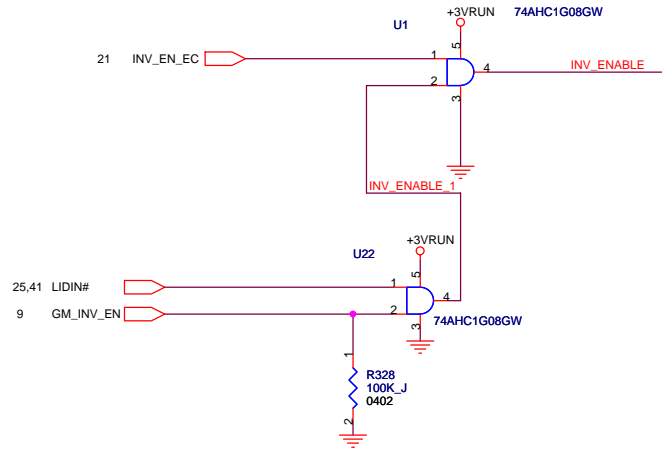 +3VRUN 74AHC1G08GW
U1
5
21 INV_EN_EC 1
4 INV_ENABLE
2
3
INV_ENABLE_1
+3VRUN
U22
5
25,41 LIDIN# 1
4
9 GM_INV_EN 2
74AHC1G08GW
3
1
R328
100K_J
0402
2